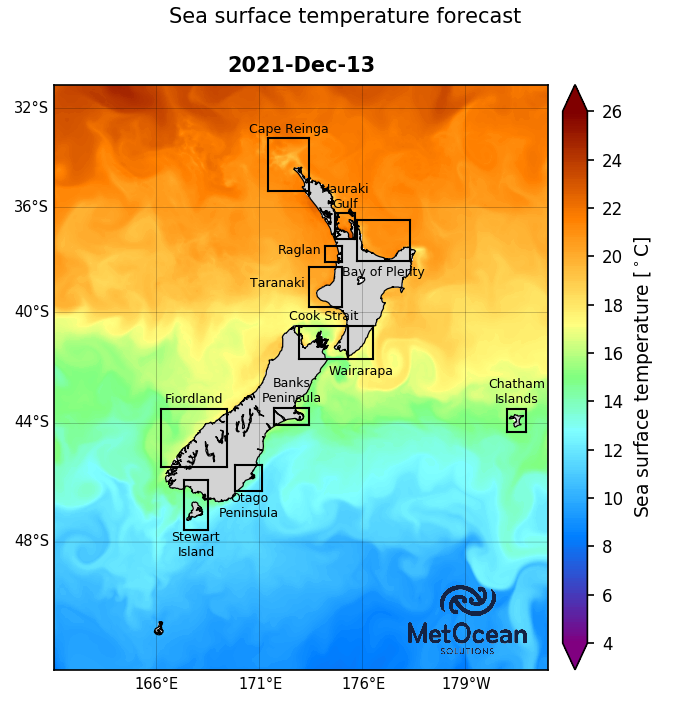 Sea surface temperature forecast
2021-Dec-13
32°S
36°S
40°S
44°S
48°S
Cape Reinga
Hauraki
Gulf
Raglan
Bay of Plenty
Taranaki
Cook Strait
Wairarapa
Banks
Peninsula
Chatham
Islands
Fiordland
Otago
Peninsula
Stewart
Island
MetOcean
SOLUTIONS
166°E
171°E
176°E
179°W
26
24
22
20
18
16
14
12
10
8
6
4
Sea surface temperature [°C]